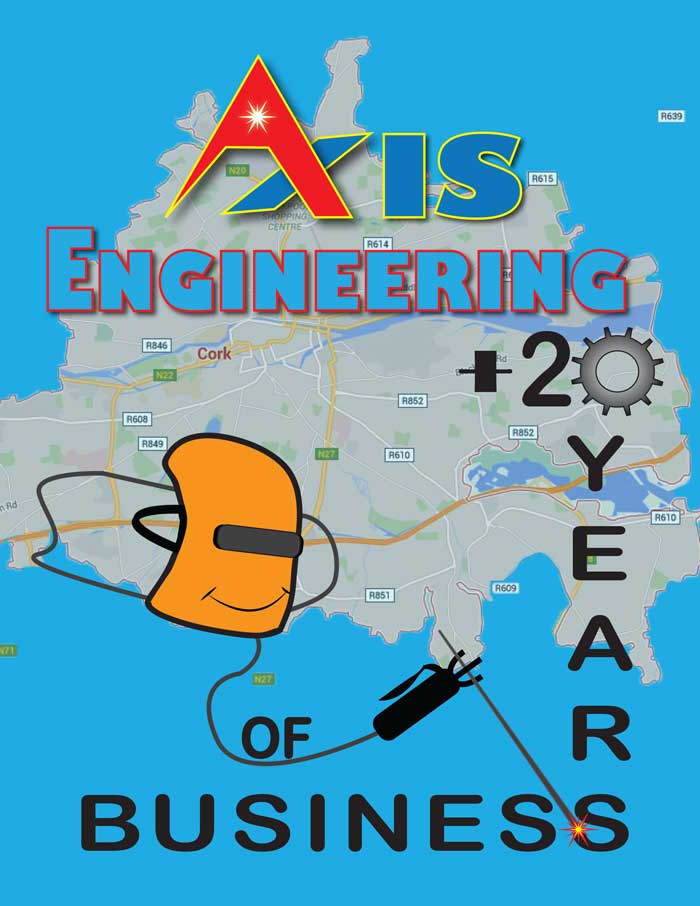 R639
Axis
N20
R615
SHOPPING
CENTRE
R614
Engineering
R846
Cork
+20
N22
R852
R608
R852
YEARS
R849
N27
R610
R610
R851
R609
N71
N27
OF
BUSINESS